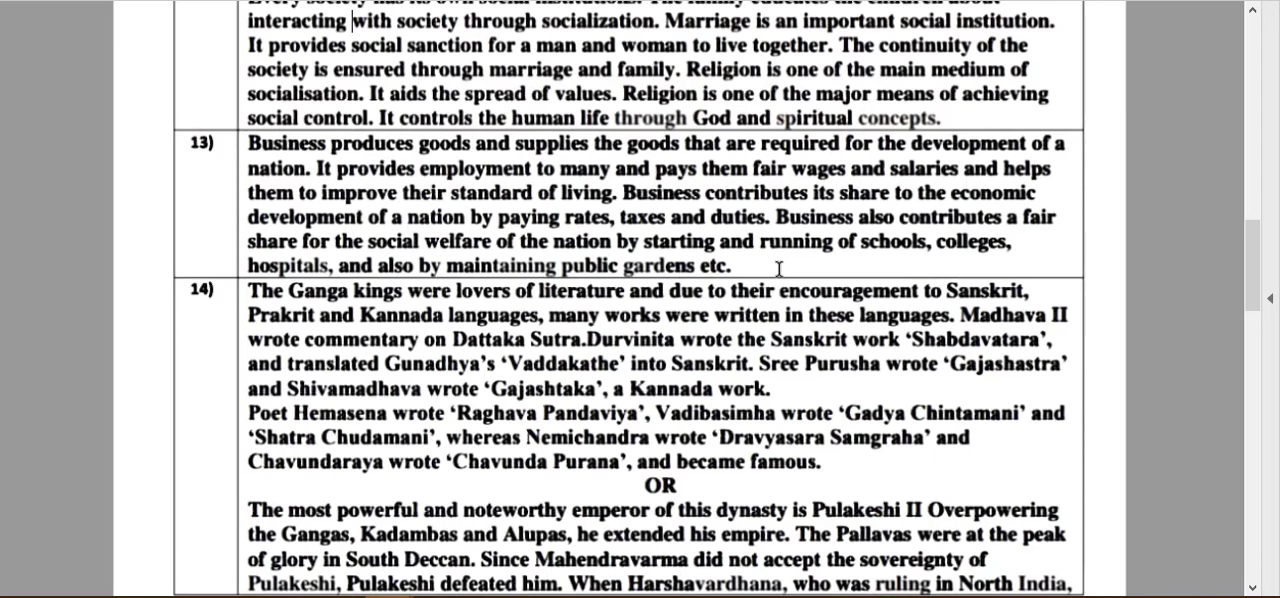 interacting with society through socialization. Marriage is an important social institution.
It provides social sanction for a man and woman to live together. The continuity of the
society is ensured through marriage and family. Religion is one of the main medium of
socialisation. It aids the spread of values. Religion is one of the major means of achieving
social control. It controls the human life through God and spiritual concepts.
13) Business produces goods and supplies the goods that are required for the development of a
nation. It provides employment to many and pays them fair wages and salaries and helps
them to improve their standard of living. Business contributes its share to the economic
development of a nation by paying rates, taxes and duties. Business also contributes a fair
share for the social welfare of the nation by starting and running of schools, colleges,
hospitals, and also by maintaining public gardens etc.
14) The Ganga kings were lovers of literature and due to their encouragement to Sanskrit,
Prakrit and Kannada languages, many works were written in these languages. Madhava II
wrote commentary on Dattaka Sutra.Durvinita wrote the Sanskrit work ‘Shabdavatara’,
and translated Gunadhya’s ‘Vaddakathe’ into Sanskrit. Sree Purusha wrote ‘Gajashastra’
and Shivamadhava wrote ‘Gajashtaka’, a Kannada work.
Poet Hemasena wrote ‘Raghava Pandaviya’, Vadibasimha wrote ‘Gadya Chintamani’ and
‘Shatra Chudamani’, whereas Nemichandra wrote ‘Dravyasara Samgraha’ and
Chavundaraya wrote ‘Chavunda Purana’, and became famous.
OR
The most powerful and noteworthy emperor of this dynasty is Pulakeshi II Overpowering
the Gangas, Kadambas and Alupas, he extended his empire. The Pallavas were at the peak
of glory in South Deccan. Since Mahendravarma did not accept the sovereignty of
Pulakeshi, Pulakeshi defeated him. When Harshavardhana, who was ruling in North India,